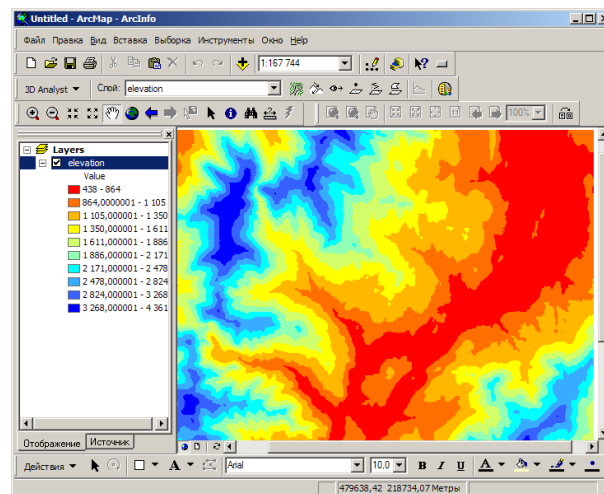 Untitled - ArcMap - ArcInfo
Файл Правка Вид Вставка Выборка Инструменты Окно Help
1:167 744
3D Analyst Слой: elevation
100%
Layers
elevation
Value
438 - 864
864,0000001 - 1 105
1 105,000001 - 1 350
1 350,000001 - 1 611
1 611,000001 - 1 886
1 886,000001 - 2 171
2 171,000001 - 2 478
2 478,000001 - 2 824
2 824,000001 - 3 268
3 268,000001 - 4 361
Отображение Источник
Действия A Arial 10,0 B I U A
479638,42 218734,07 Метры